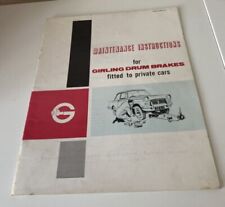 MAINTENANCE INSTRUCTIONS
for
GIRLING DRUM BRAKES
fitted to private cars
G